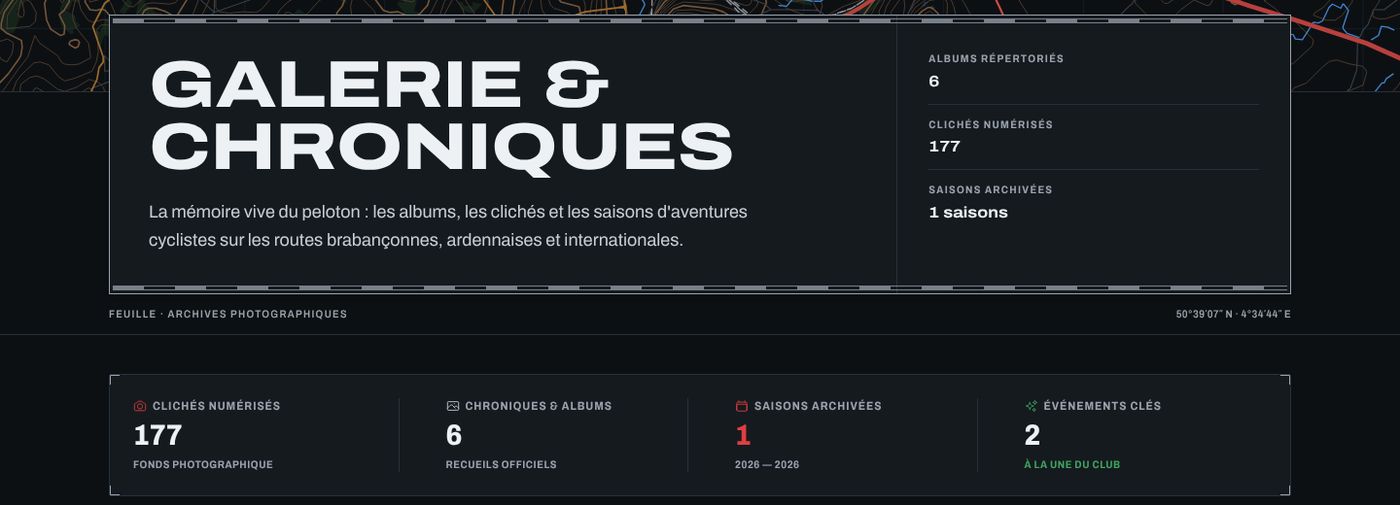 GALERIE &
CHRONIQUES
La mémoire vive du peloton : les albums, les clichés et les saisons d'aventures
cyclistes sur les routes brabançonnes, ardennaises et internationales.
ALBUMS RÉPERTORIÉS
6
CLICHÉS NUMÉRISÉS
177
SAISONS ARCHIVÉES
1 saisons
FEUILLE · ARCHIVES PHOTOGRAPHIQUES
50°39′07″ N · 4°34′44″ E
CLICHÉS NUMÉRISÉS
177
FONDS PHOTOGRAPHIQUE
CHRONIQUES & ALBUMS
6
RECUEILS OFFICIELS
SAISONS ARCHIVÉES
1
2026 — 2026
ÉVÉNEMENTS CLÉS
2
À LA UNE DU CLUB